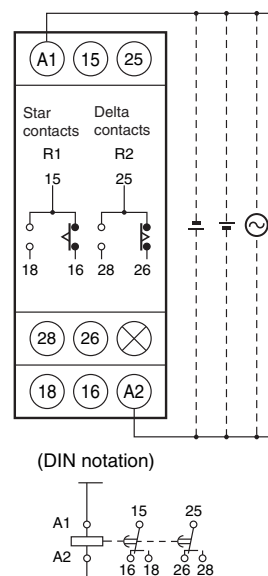 A1 15 25
Star contacts
Delta contacts
R1 R2
15 25
18 16 28 26
28 26
18 16 A2
(DIN notation)
A1 15 25
A2
16 18 26 28